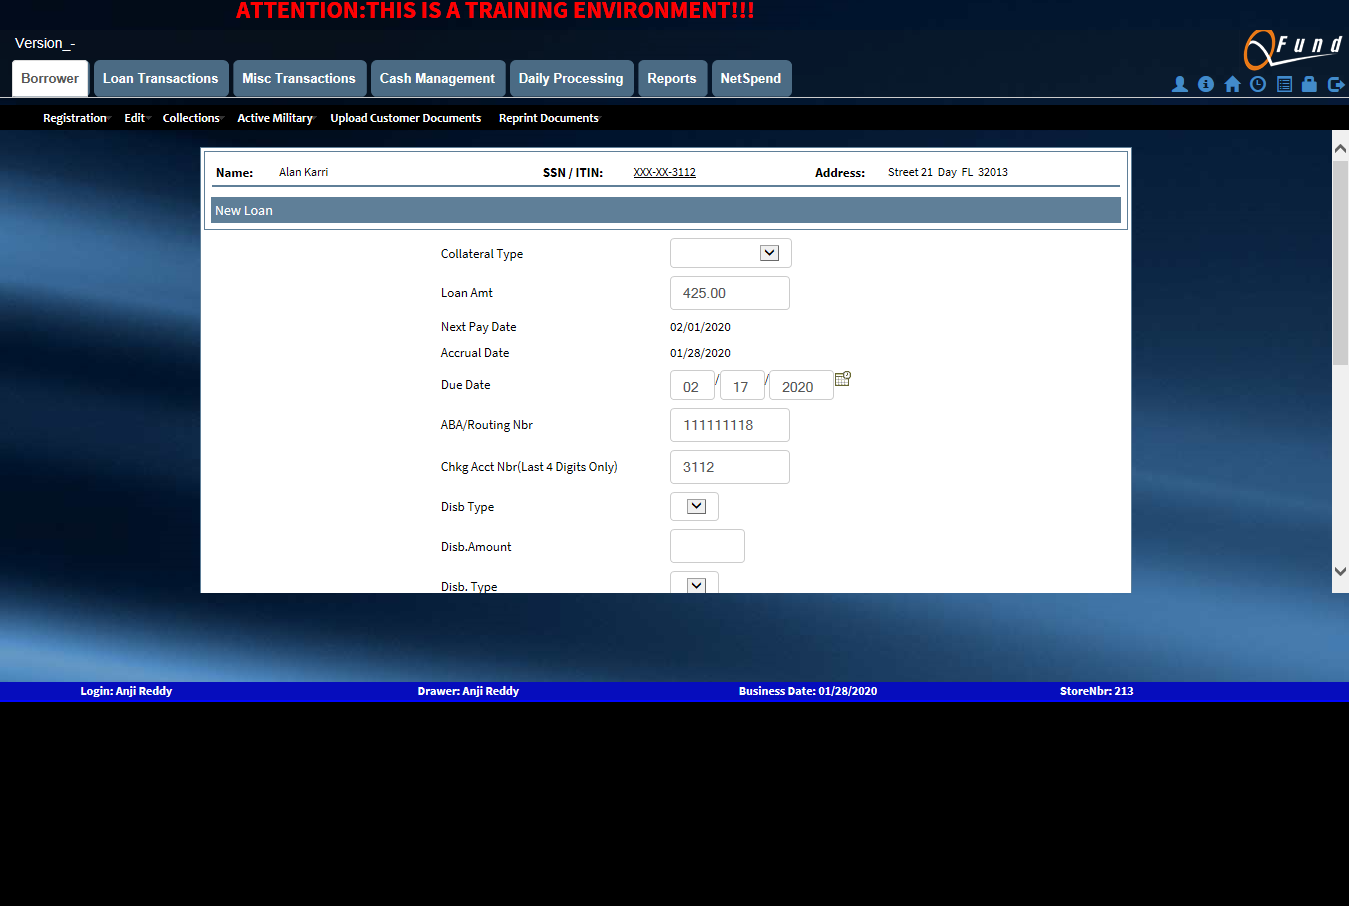 ATTENTION:THIS IS A TRAINING ENVIRONMENT!!!
Version_-
QFund
Borrower Loan Transactions Misc Transactions Cash Management Daily Processing Reports NetSpend
Registration Edit Collections Active Military Upload Customer Documents Reprint Documents
Name: Alan Karri SSN / ITIN: XXX-XX-3112 Address: Street 21 Day FL 32013
New Loan
Collateral Type
Loan Amt 425.00
Next Pay Date 02/01/2020
Accrual Date 01/28/2020
Due Date 02 / 17 / 2020
ABA/Routing Nbr 111111118
Chkg Acct Nbr(Last 4 Digits Only) 3112
Disb Type
Disb.Amount
Disb. Type
Login: Anji Reddy Drawer: Anji Reddy Business Date: 01/28/2020 StoreNbr: 213